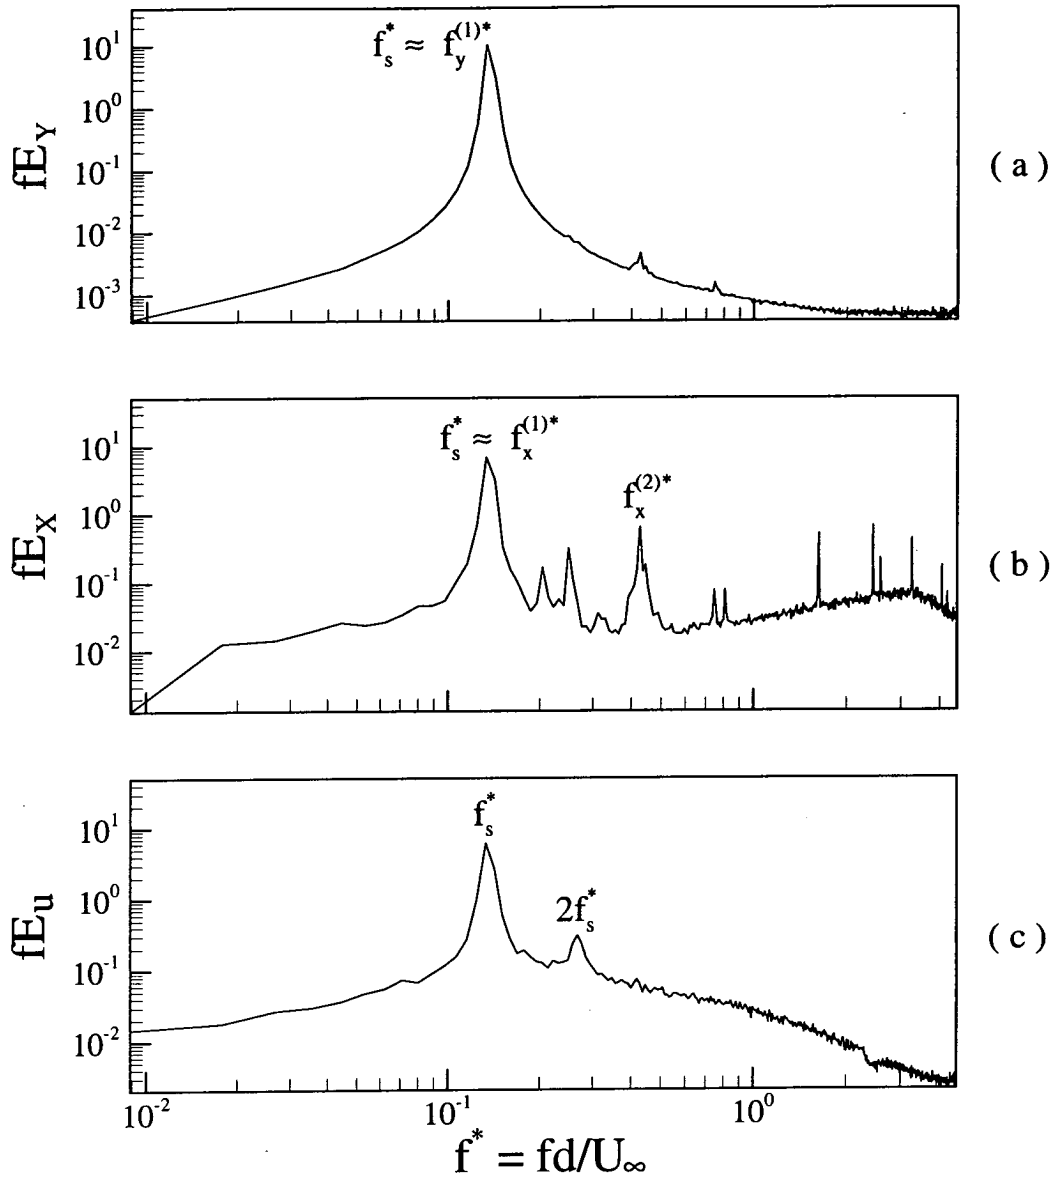 f_s^* ≈ f_y^{(1)*}
10^1
10^0
10^{-1}
10^{-2}
10^{-3}
fE_Y
( a )
f_s^* ≈ f_x^{(1)*}
f_x^{(2)*}
10^1
10^0
10^{-1}
10^{-2}
fE_X
( b )
f_s^*
2f_s^*
10^1
10^0
10^{-1}
10^{-2}
fE_u
( c )
10^{-2} 10^{-1} 10^0
f^* = fd/U_∞